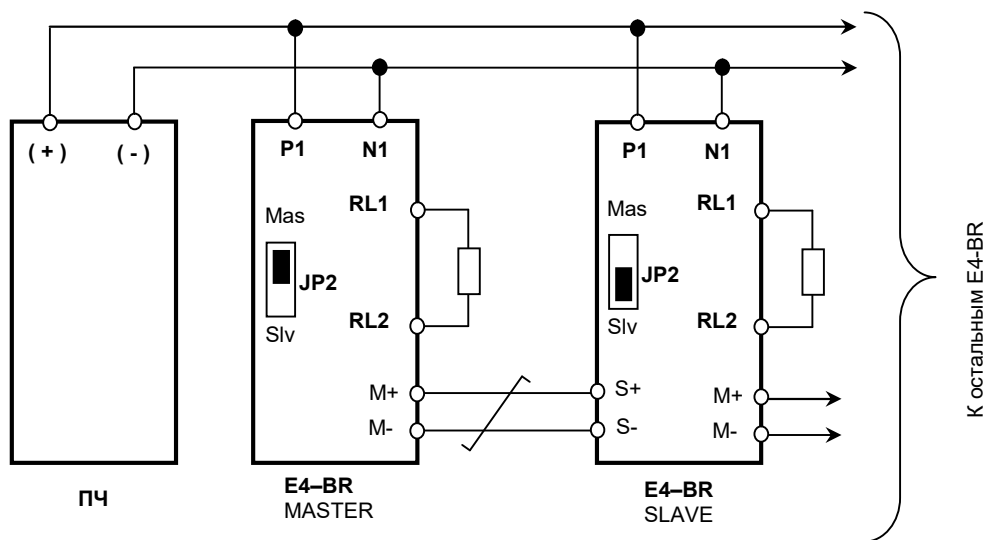 ( + )
( - )
ПЧ
P1
N1
RL1
Mas
JP2
Slv
RL2
M+
M-
E4–BR
MASTER
P1
N1
RL1
Mas
JP2
Slv
RL2
S+
S-
M+
M-
E4–BR
SLAVE
К остальным E4-BR